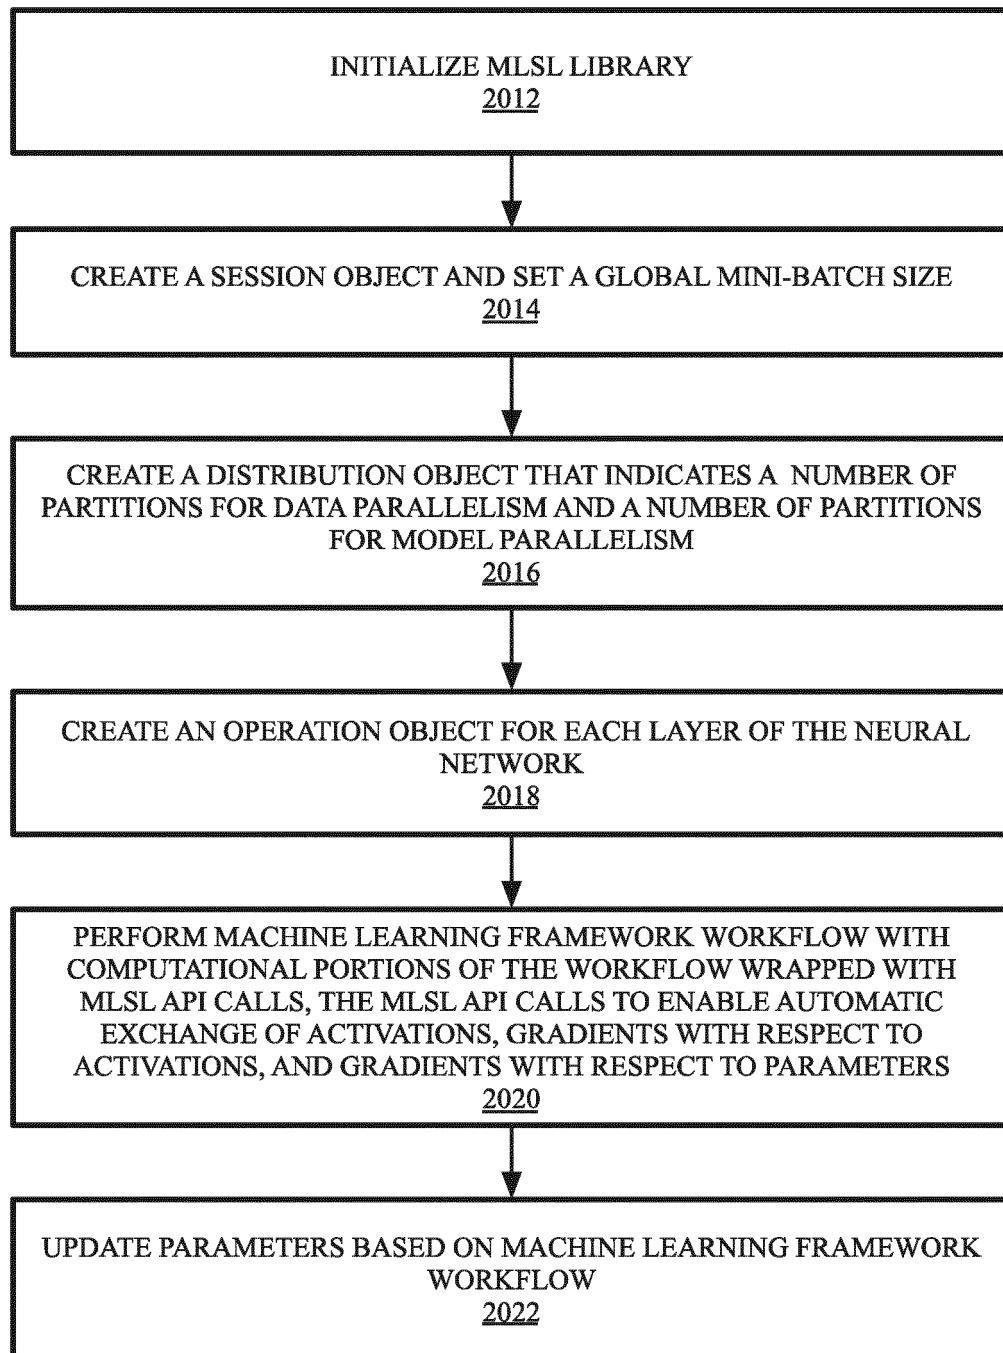 INITIALIZE MLSL LIBRARY
2012
CREATE A SESSION OBJECT AND SET A GLOBAL MINI-BATCH SIZE
2014
CREATE A DISTRIBUTION OBJECT THAT INDICATES A NUMBER OF
PARTITIONS FOR DATA PARALLELISM AND A NUMBER OF PARTITIONS
FOR MODEL PARALLELISM
2016
CREATE AN OPERATION OBJECT FOR EACH LAYER OF THE NEURAL
NETWORK
2018
PERFORM MACHINE LEARNING FRAMEWORK WORKFLOW WITH
COMPUTATIONAL PORTIONS OF THE WORKFLOW WRAPPED WITH
MLSL API CALLS, THE MLSL API CALLS TO ENABLE AUTOMATIC
EXCHANGE OF ACTIVATIONS, GRADIENTS WITH RESPECT TO
ACTIVATIONS, AND GRADIENTS WITH RESPECT TO PARAMETERS
2020
UPDATE PARAMETERS BASED ON MACHINE LEARNING FRAMEWORK
WORKFLOW
2022